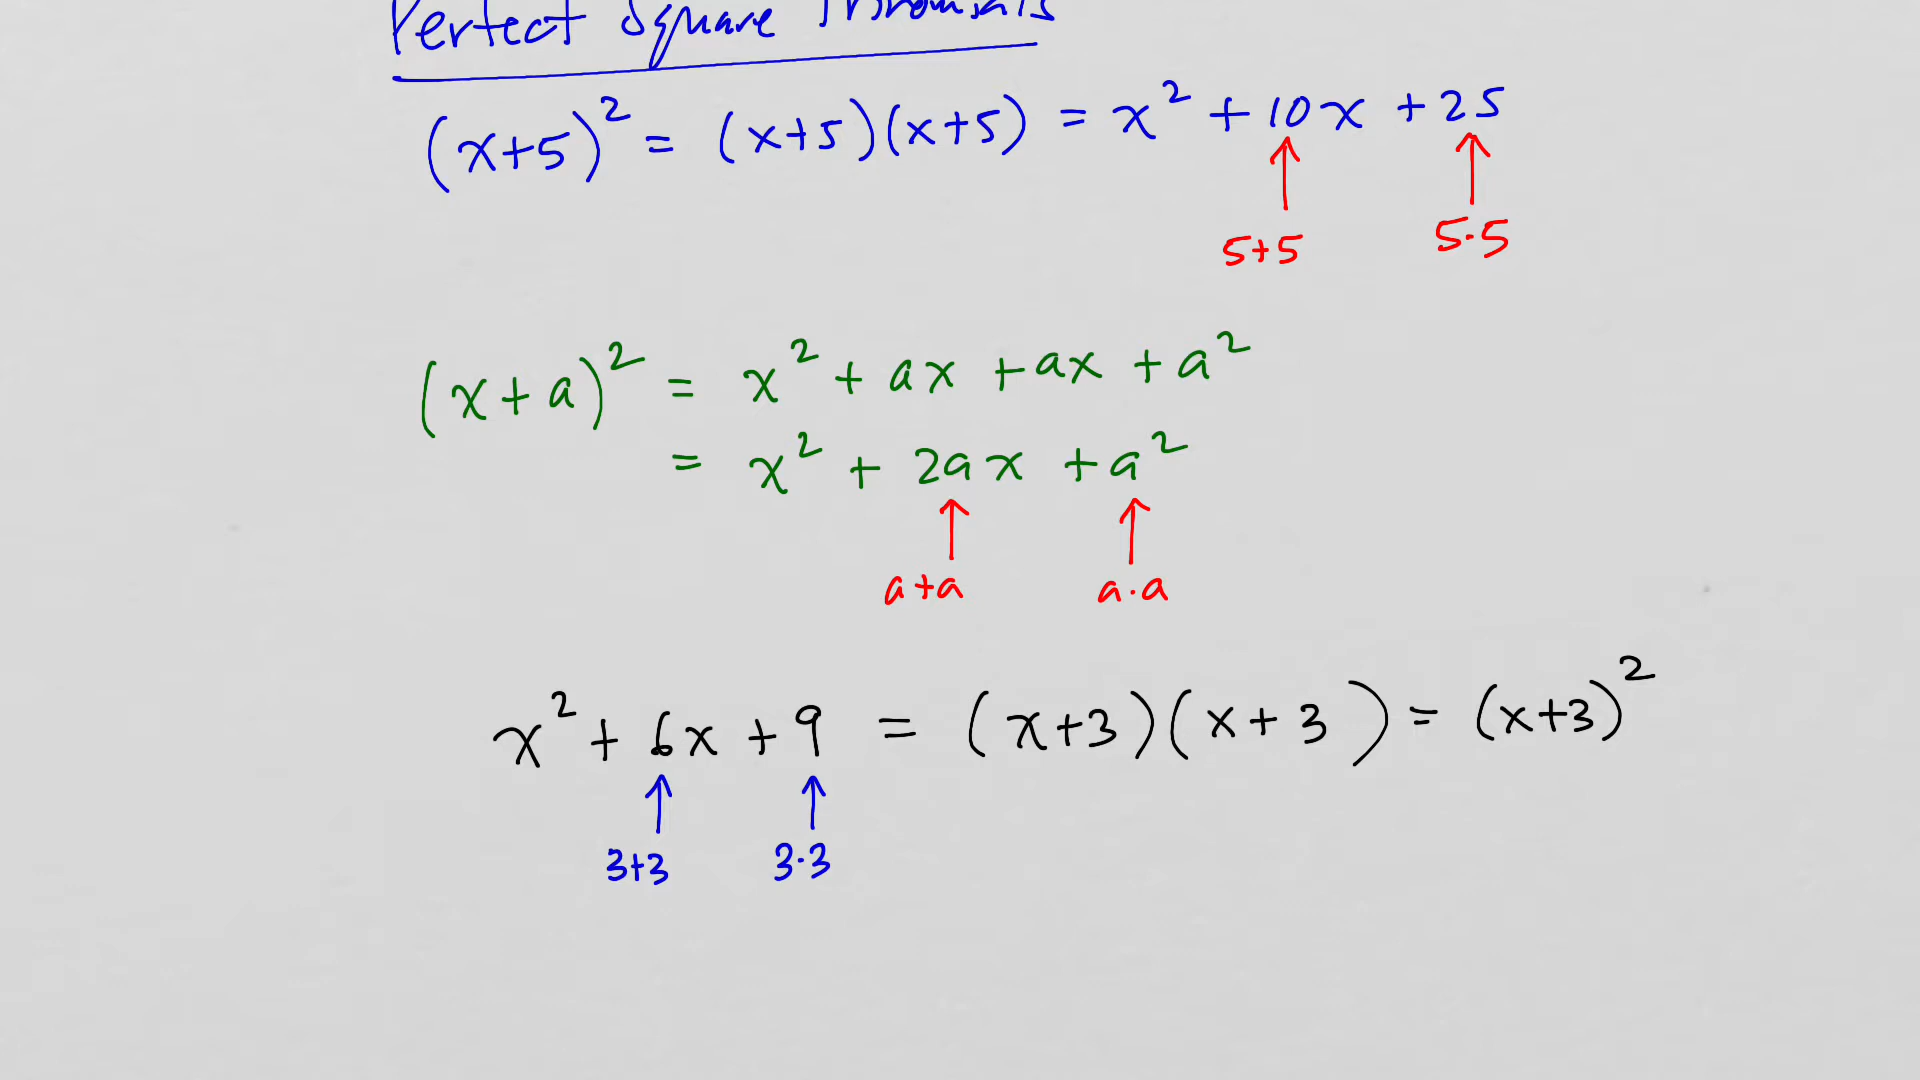 Perfect Square Trinomials
(x+5)² = (x+5)(x+5) = x² + 10x + 25
5+5 5·5
(x+a)² = x² + ax + ax + a²
= x² + 2ax + a²
a+a a·a
x² + 6x + 9 = (x+3)(x+3) = (x+3)²
3+3 3·3